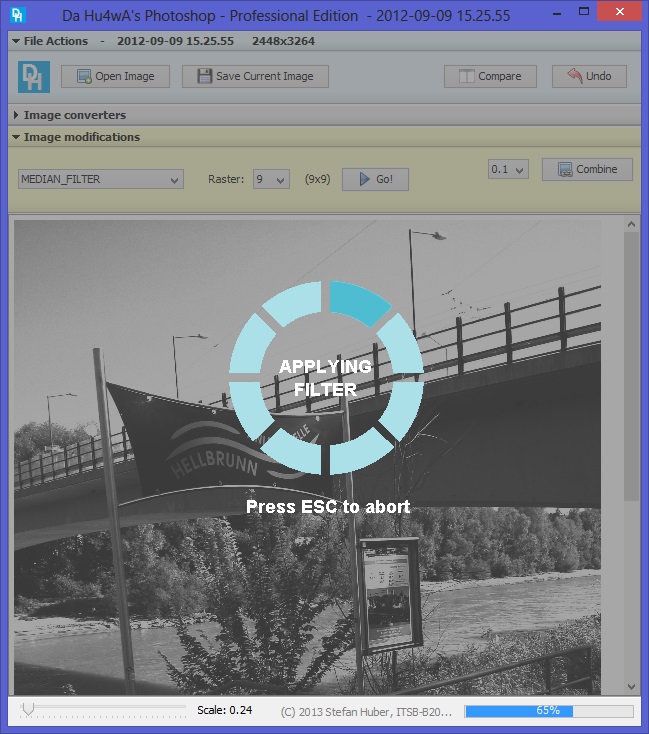 DH Da Hu4wA's Photoshop - Professional Edition - 2012-09-09 15.25.55
File Actions - 2012-09-09 15.25.55 2448x3264
DH Open Image Save Current Image Compare Undo
Image converters
Image modifications
MEDIAN_FILTER Raster: 9 (9x9) Go! 0.1 Combine
APPLYING
FILTER
HELLBRUNN
Press ESC to abort
Scale: 0.24 (C) 2013 Stefan Huber, ITSB-B20... 65%